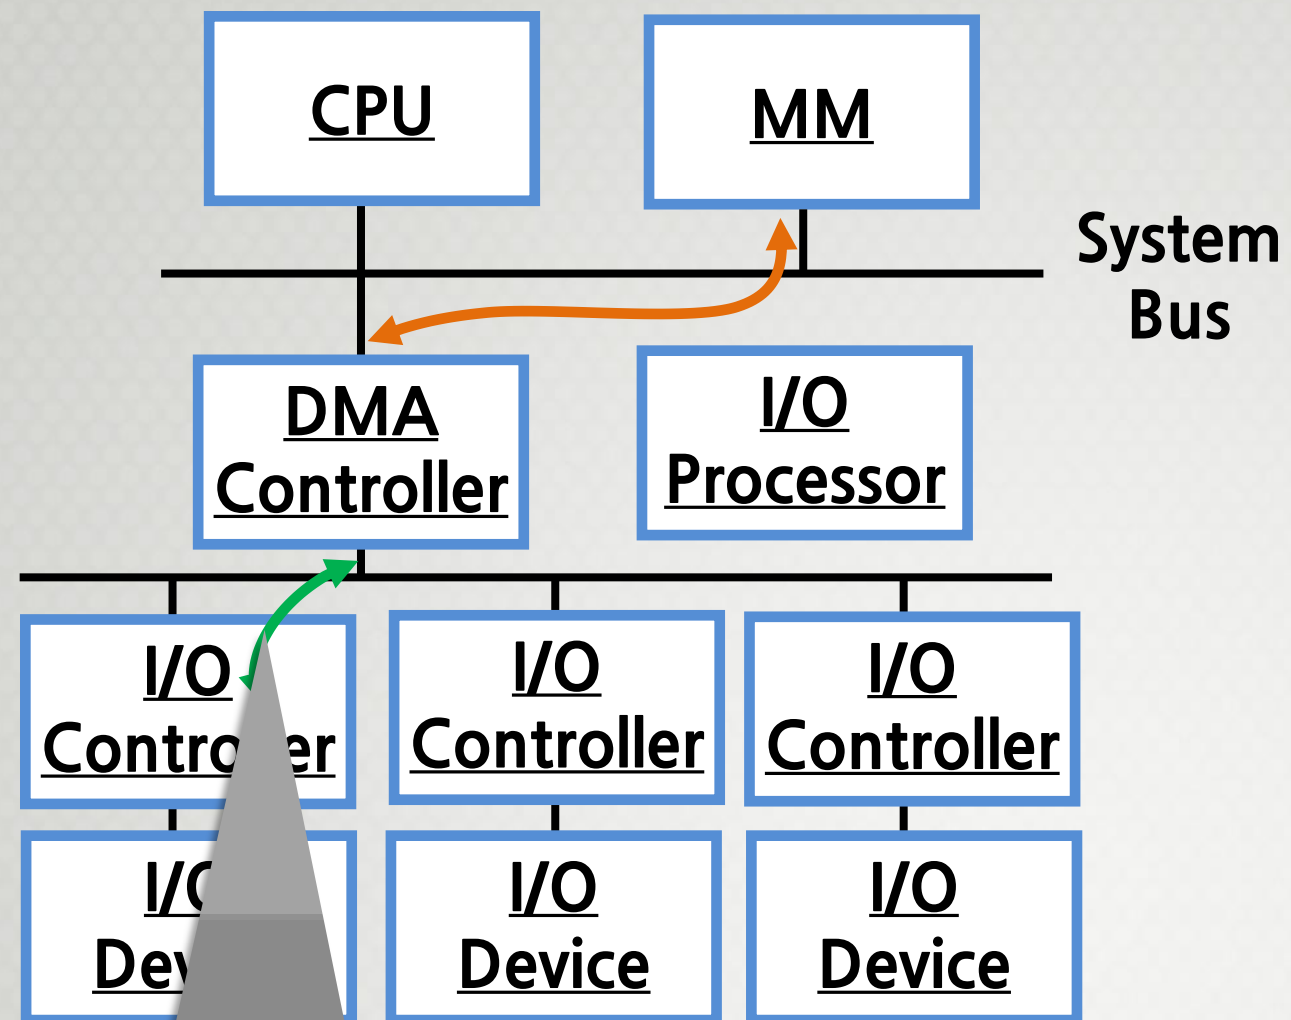 CPU
MM
System
Bus
DMA
Controller
I/O
Processor
I/O
I/O
Controller
I/O
Controller
I/O
Device
I/O
Device